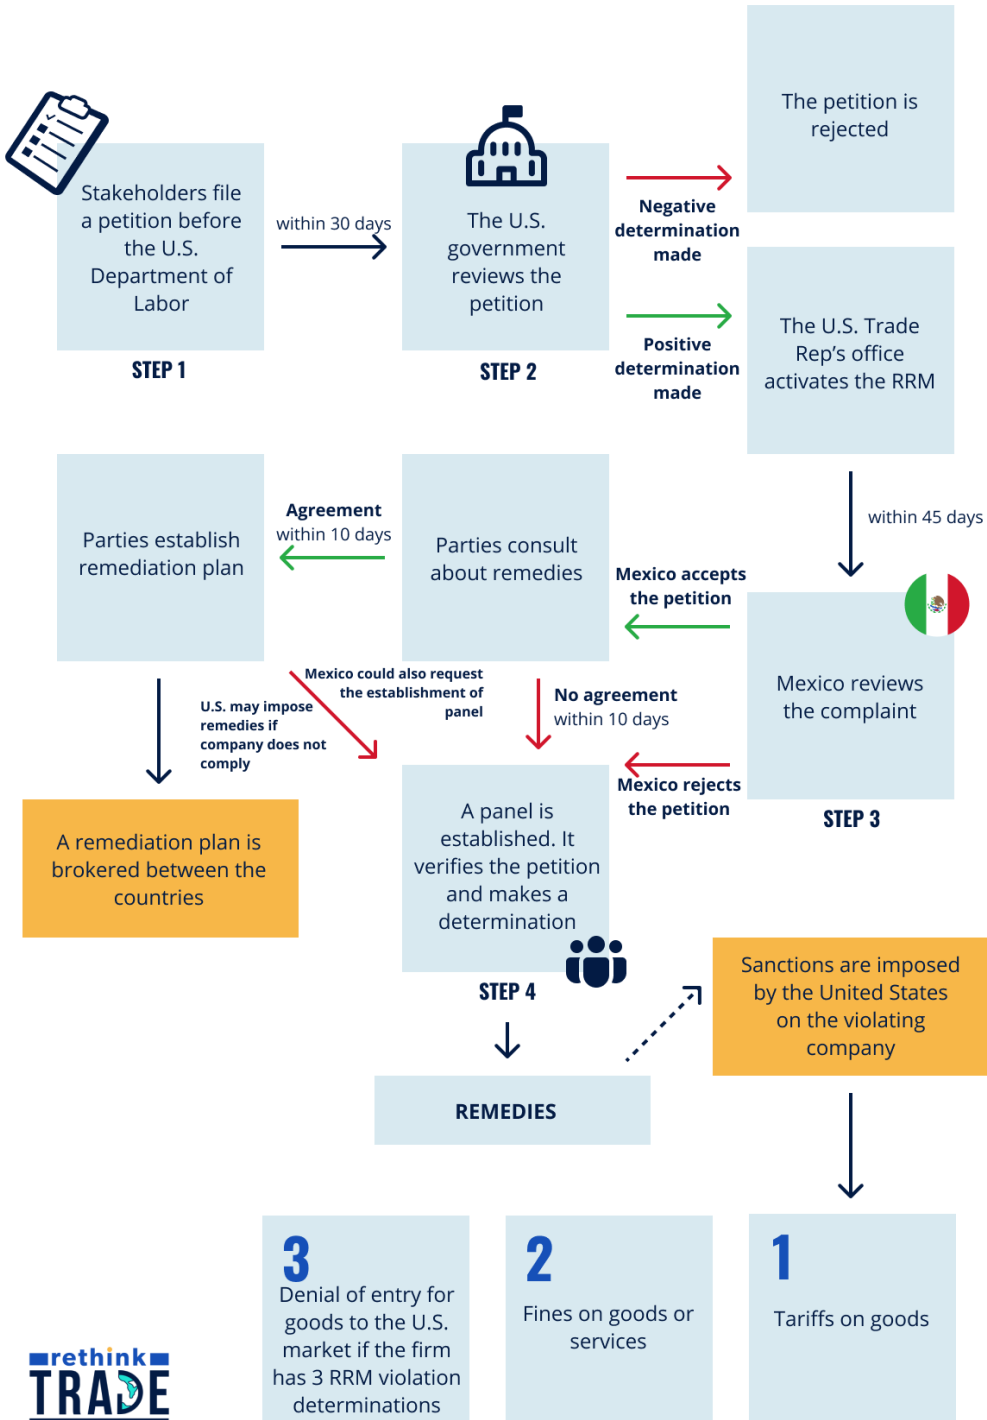 Stakeholders file
a petition before
the U.S.
Department of
Labor
STEP 1
within 30 days
The U.S.
government
reviews the
petition
STEP 2
Negative
determination
made
The petition is
rejected
Positive
determination
made
The U.S. Trade
Rep's office
activates the RRM
within 45 days
Mexico reviews
the complaint
STEP 3
Mexico accepts
the petition
Parties consult
about remedies
Agreement
within 10 days
Parties establish
remediation plan
Mexico could also request
the establishment of
panel
U.S. may impose
remedies if
company does not
comply
No agreement
within 10 days
Mexico rejects
the petition
A remediation plan is
brokered between the
countries
A panel is
established. It
verifies the petition
and makes a
determination
STEP 4
REMEDIES
Sanctions are imposed
by the United States
on the violating
company
1
Tariffs on goods
2
Fines on goods or
services
3
Denial of entry for
goods to the U.S.
market if the firm
has 3 RRM violation
determinations
rethink
TRADE